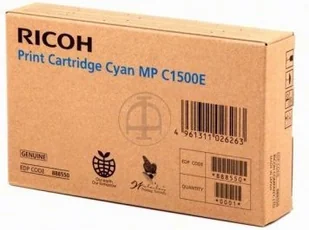 RICOH
Print Cartridge Cyan MP C1500E
4 961311 026263
GENUINE
EDP CODE 888550
EDP CODE
*888550*
QUANTITY
*0001*